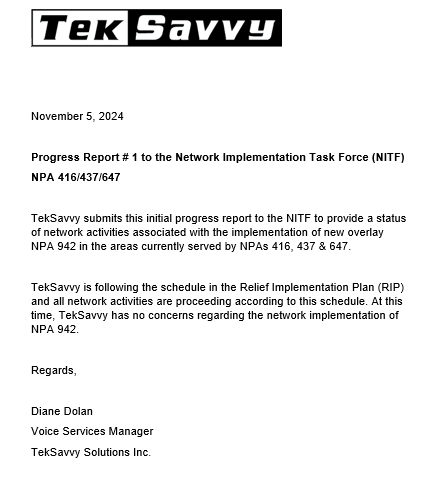 TekSavvy
November 5, 2024
Progress Report # 1 to the Network Implementation Task Force (NITF)
NPA 416/437/647
TekSavvy submits this initial progress report to the NITF to provide a status
of network activities associated with the implementation of new overlay
NPA 942 in the areas currently served by NPAs 416, 437 & 647.
TekSavvy is following the schedule in the Relief Implementation Plan (RIP)
and all network activities are proceeding according to this schedule. At this
time, TekSavvy has no concerns regarding the network implementation of
NPA 942.
Regards,
Diane Dolan
Voice Services Manager
TekSavvy Solutions Inc.